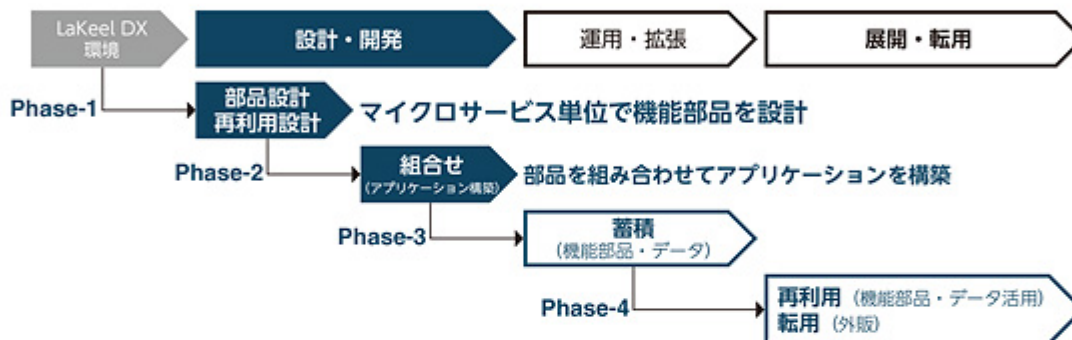 LaKeel DX
環境
設計・開発
運用・拡張
展開・転用
Phase-1
部品設計
再利用設計
マイクロサービス単位で機能部品を設計
Phase-2
組合せ
(アプリケーション構築)
部品を組み合わせてアプリケーションを構築
Phase-3
蓄積
(機能部品・データ)
Phase-4
再利用 (機能部品・データ活用)
転用 (外販)